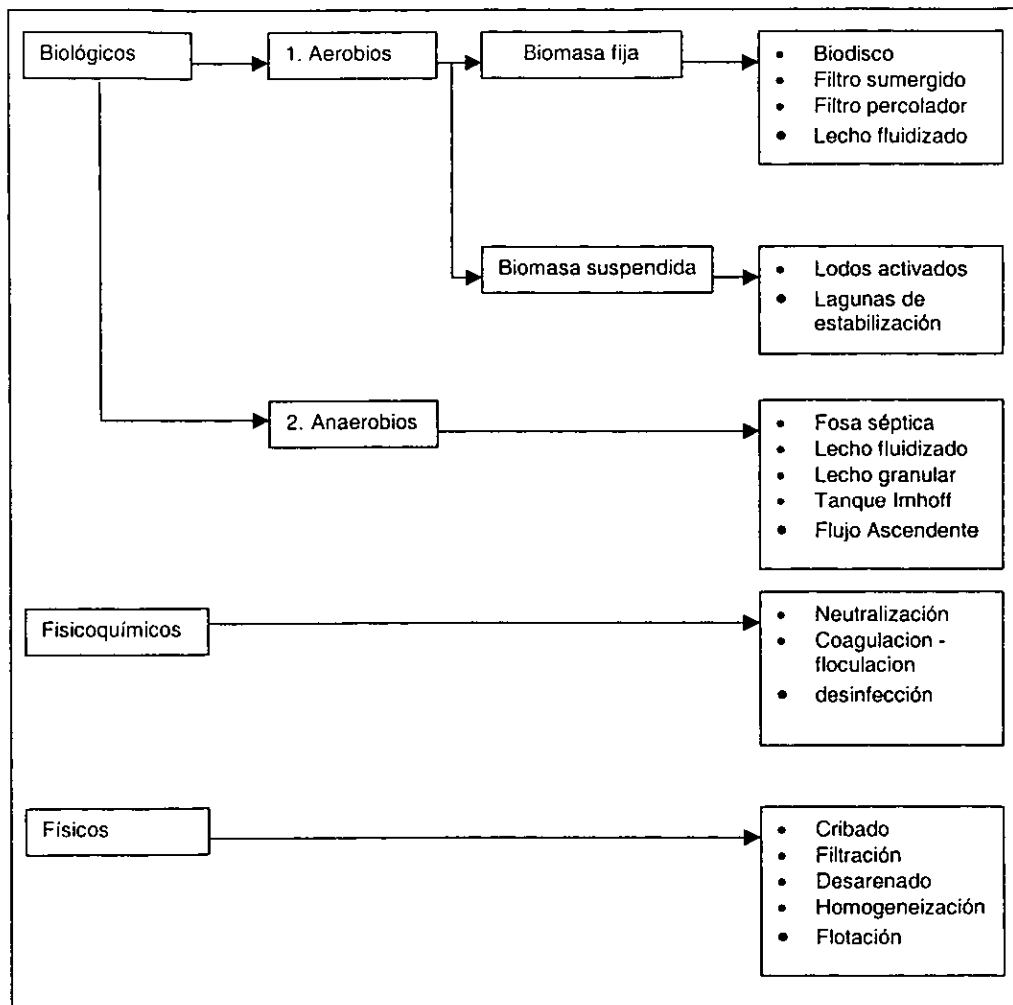 Biológicos
1. Aerobios
Biomasa fija
• Biodisco
• Filtro sumergido
• Filtro percolador
• Lecho fluidizado
Biomasa suspendida
• Lodos activados
• Lagunas de
estabilización
2. Anaerobios
• Fosa séptica
• Lecho fluidizado
• Lecho granular
• Tanque Imhoff
• Flujo Ascendente
Fisicoquímicos
• Neutralización
• Coagulacion -
floculacion
• desinfección
Físicos
• Cribado
• Filtración
• Desarenado
• Homogeneización
• Flotación